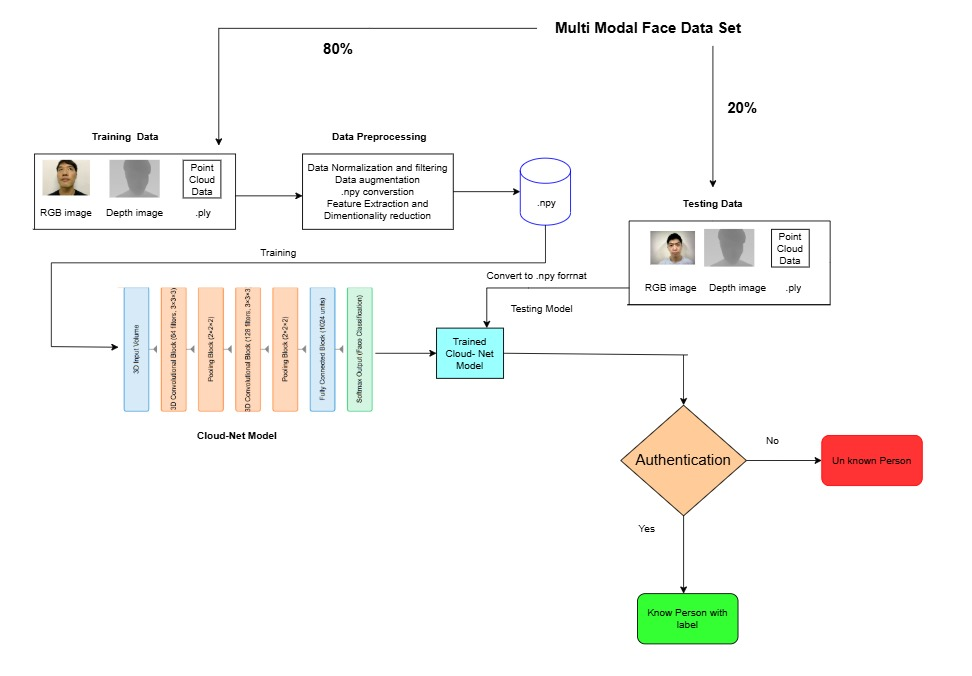 Multi Modal Face Data Set
80%
20%
Training Data
Data Preprocessing
Point
Cloud
Data
RGB image
Depth image
.ply
Data Normalization and filtering
Data augmentation
.npy converstion
Feature Extraction and
Dimentionality reduction
.npy
Testing Data
Point
Cloud
Data
RGB image
Depth image
.ply
Training
Convert to .npy forrnat
Testing Model
3D Input Volume
3D Convolutional Block (64 filters, 3×3×3)
Pooling Block (2×2×2)
3D Convolutional Block (128 filters, 3×3×3
Pooling Block (2×2×2)
Fully Connected Block (1024 units)
Softmax Output (Face Classification)
Cloud-Net Model
Trained
Cloud- Net
Model
Authentication
No
Un known Person
Yes
Know Person with
label